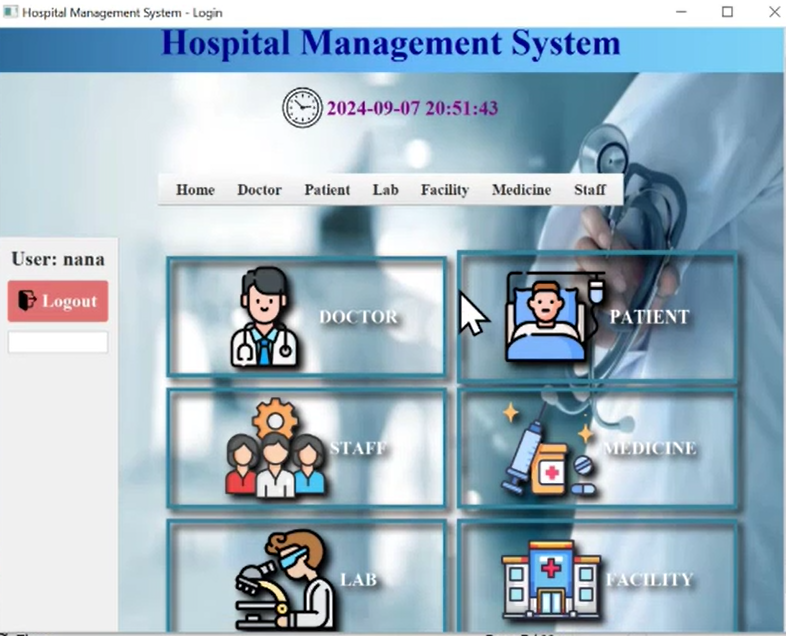 Hospital Management System - Login
Hospital Management System
2024-09-07 20:51:43
Home Doctor Patient Lab Facility Medicine Staff
User: nana
Logout
DOCTOR
PATIENT
STAFF
MEDICINE
LAB
FACILITY